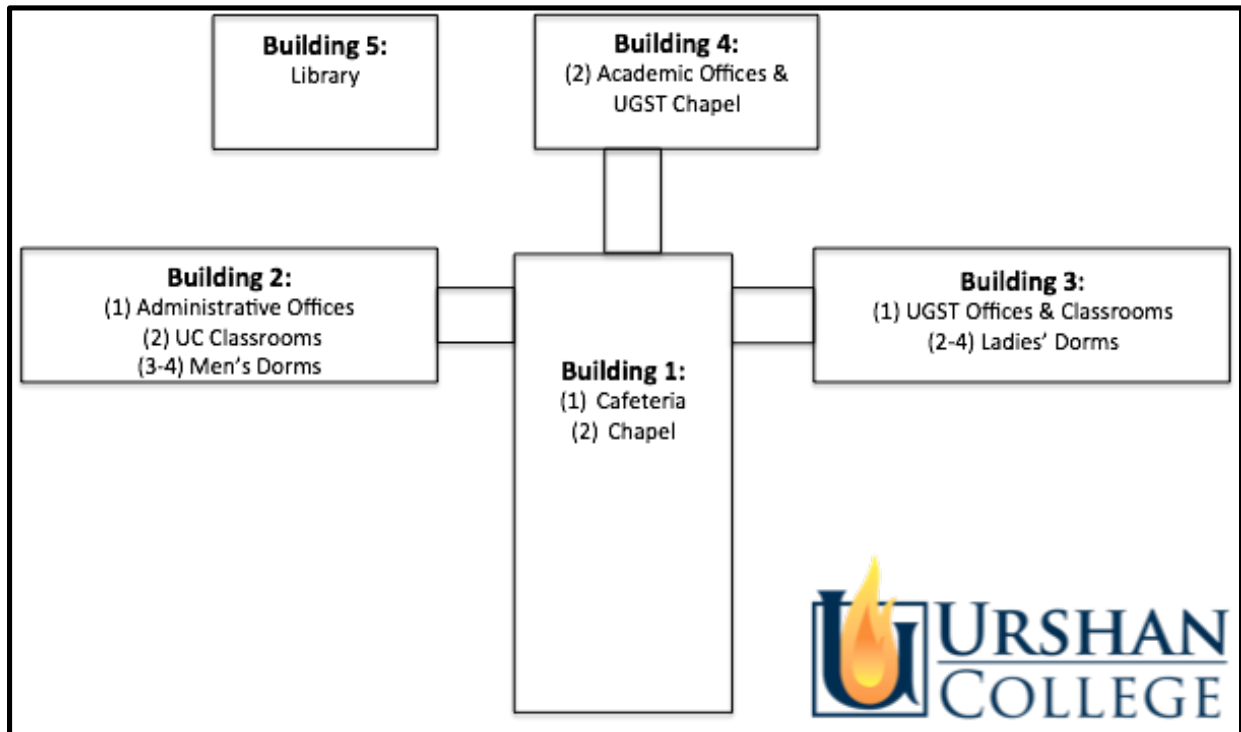 Building 5:
Library
Building 4:
(2) Academic Offices &
UGST Chapel
Building 2:
(1) Administrative Offices
(2) UC Classrooms
(3-4) Men's Dorms
Building 1:
(1) Cafeteria
(2) Chapel
Building 3:
(1) UGST Offices & Classrooms
(2-4) Ladies' Dorms
U
URSHAN
COLLEGE